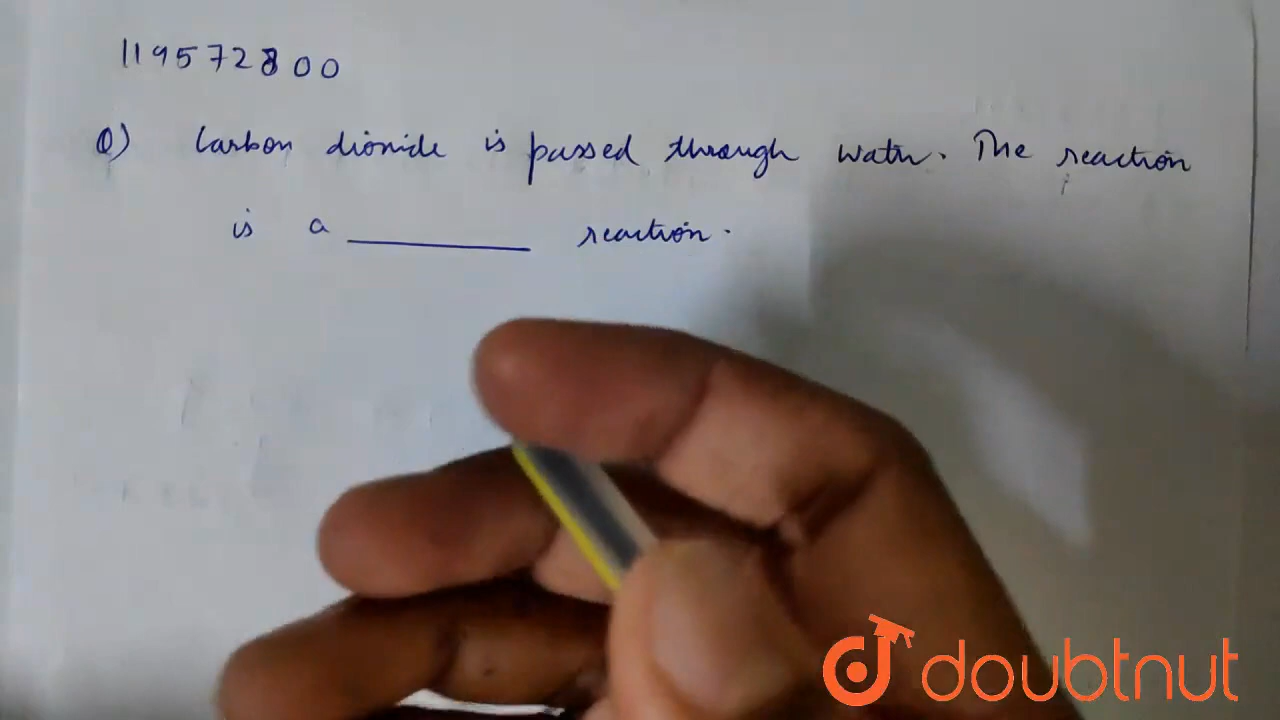 119572800
Q) Carbon dioxide is passed through water. The reaction
is a ________ reaction.
doubtnut